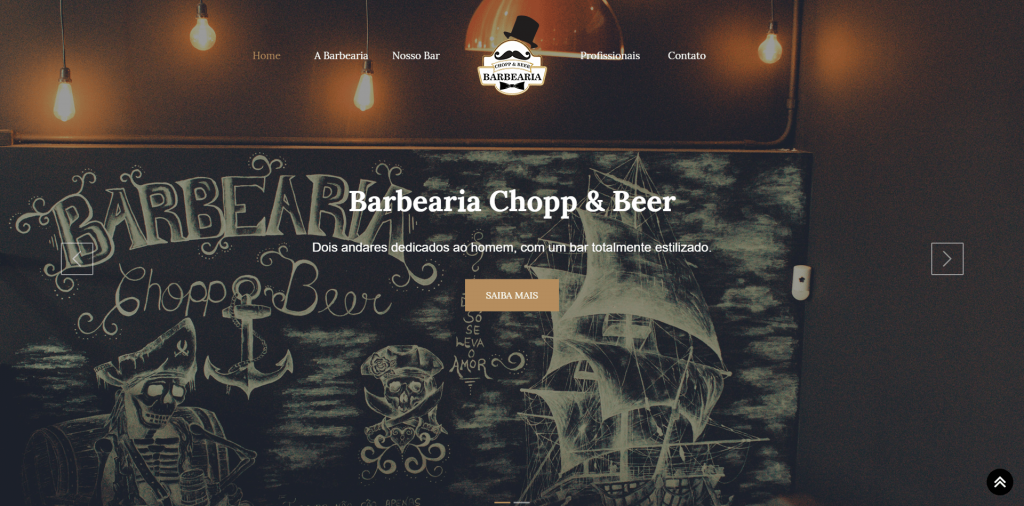 Home
A Barbearia
Nosso Bar
CHOPP & BEER
BARBEARIA
Profissionais
Contato
BARBEARIA
Barbearia Chopp & Beer
Dois andares dedicados ao homem, com um bar totalmente estilizado.
Chopp & Beer
SAIBA MAIS
SÓ
SE
LEVA
O
AMOR